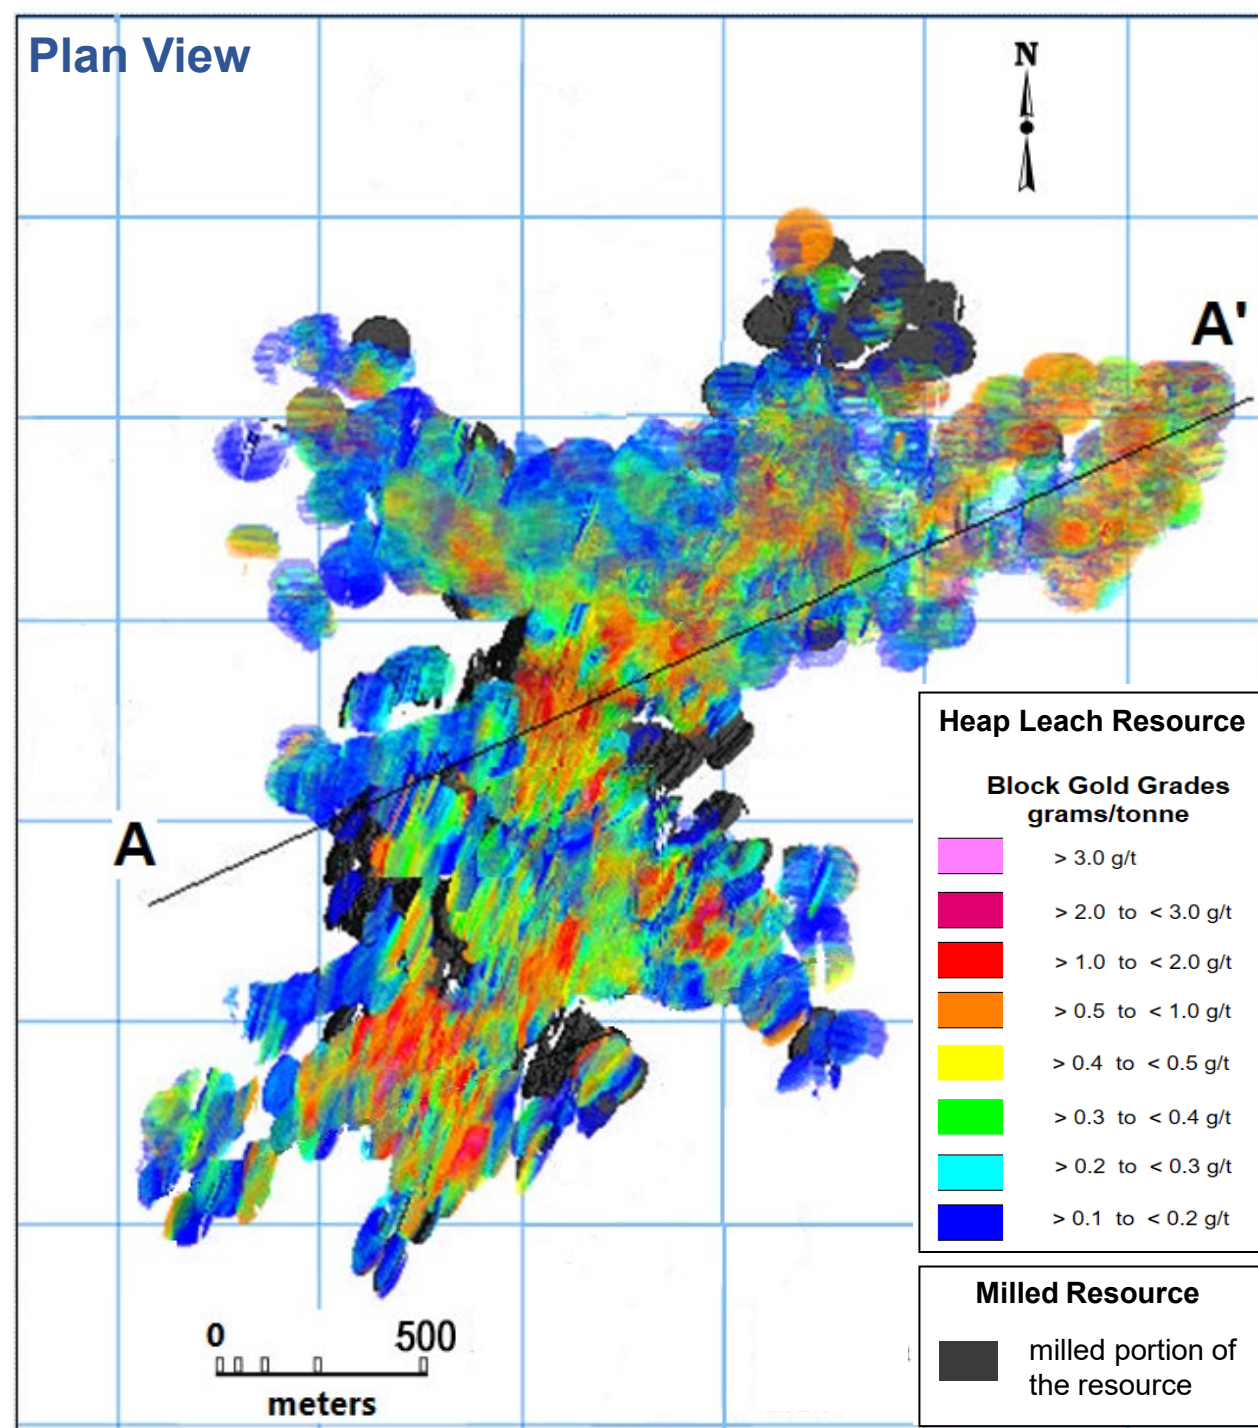 Plan View
N
A'
A
Heap Leach Resource
Block Gold Grades
grams/tonne
> 3.0 g/t
> 2.0 to < 3.0 g/t
> 1.0 to < 2.0 g/t
> 0.5 to < 1.0 g/t
> 0.4 to < 0.5 g/t
> 0.3 to < 0.4 g/t
> 0.2 to < 0.3 g/t
> 0.1 to < 0.2 g/t
Milled Resource
milled portion of
the resource
0 500
meters